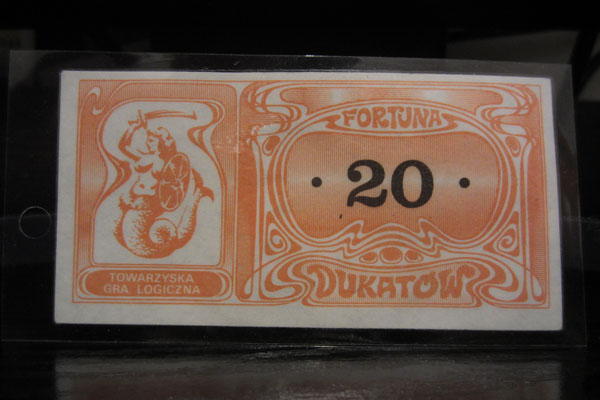 TOWARZYSKA
GRA LOGICZNA
FORTUNA
• 20 •
DUKATÓW